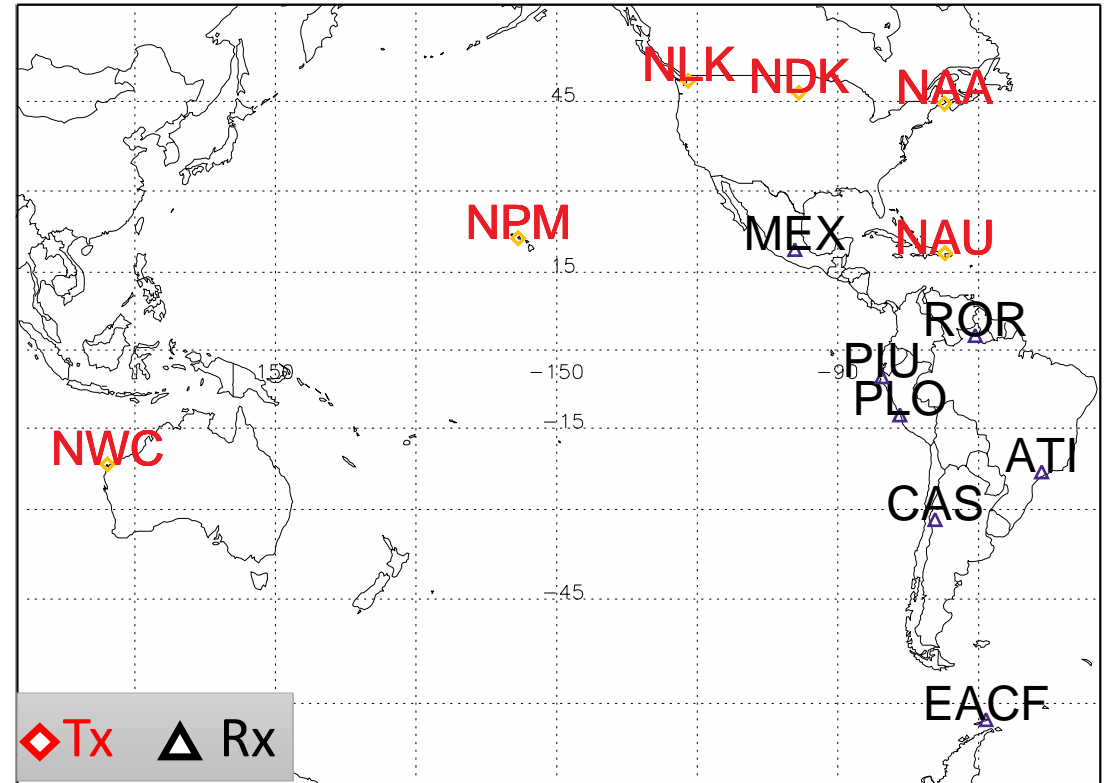 NLK
NDK
NAA
45
NPM
MEX
NAU
15
ROR
PIU
150
-150
-90
PLO
-15
NWC
ATI
CAS
-45
EACF
Tx
Rx